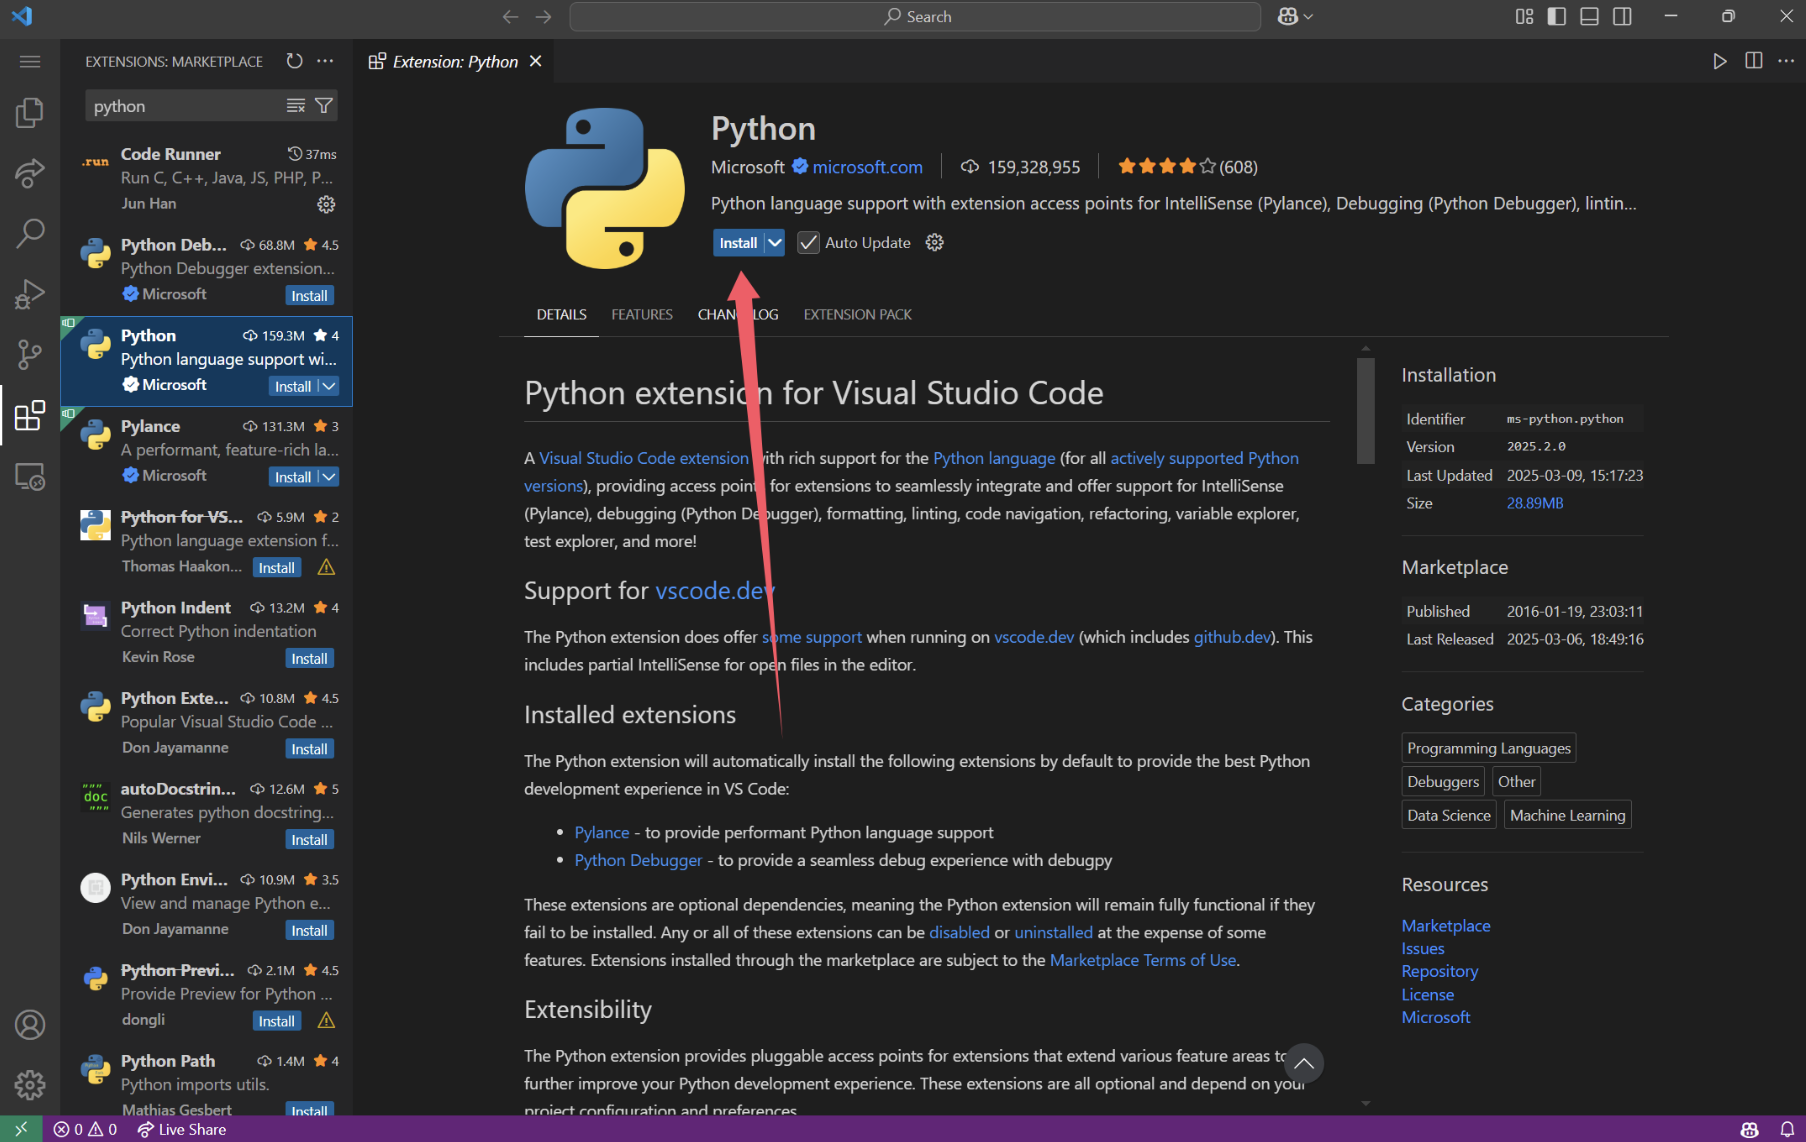 Search
EXTENSIONS: MARKETPLACE
Extension: Python
python
Code Runner 37ms
Run C, C++, Java, JS, PHP, P...
Jun Han
Python Deb... 68.8M 4.5
Python Debugger extension...
Microsoft Install
Python 159.3M 4
Python language support wi...
Microsoft Install
Pylance 131.3M 3
A performant, feature-rich la...
Microsoft Install
Python for VS... 5.9M 2
Python language extension f...
Thomas Haakon... Install
Python Indent 13.2M 4
Correct Python indentation
Kevin Rose Install
Python Exte... 10.8M 4.5
Popular Visual Studio Code ...
Don Jayamanne Install
autoDocstrin... 12.6M 5
Generates python docstring...
Nils Werner Install
Python Envi... 10.9M 3.5
View and manage Python e...
Don Jayamanne Install
Python Previ... 2.1M 4.5
Provide Preview for Python ...
dongli Install
Python Path 1.4M 4
Python imports utils.
Mathias Gesbert Install
.run
"""
doc
"""
Python
Microsoft microsoft.com 159,328,955 (608)
Python language support with extension access points for IntelliSense (Pylance), Debugging (Python Debugger), lintin...
Install Auto Update
DETAILS FEATURES CHANGELOG EXTENSION PACK
Python extension for Visual Studio Code
A Visual Studio Code extension with rich support for the Python language (for all actively supported Python
versions), providing access points for extensions to seamlessly integrate and offer support for IntelliSense
(Pylance), debugging (Python Debugger), formatting, linting, code navigation, refactoring, variable explorer,
test explorer, and more!
Support for vscode.dev
The Python extension does offer some support when running on vscode.dev (which includes github.dev). This
includes partial IntelliSense for open files in the editor.
Installed extensions
The Python extension will automatically install the following extensions by default to provide the best Python
development experience in VS Code:
• Pylance - to provide performant Python language support
• Python Debugger - to provide a seamless debug experience with debugpy
These extensions are optional dependencies, meaning the Python extension will remain fully functional if they
fail to be installed. Any or all of these extensions can be disabled or uninstalled at the expense of some
features. Extensions installed through the marketplace are subject to the Marketplace Terms of Use.
Extensibility
The Python extension provides pluggable access points for extensions that extend various feature areas to
further improve your Python development experience. These extensions are all optional and depend on your
project configuration and preferences.
Installation
Identifier ms-python.python
Version 2025.2.0
Last Updated 2025-03-09, 15:17:23
Size 28.89MB
Marketplace
Published 2016-01-19, 23:03:11
Last Released 2025-03-06, 18:49:16
Categories
Programming Languages
Debuggers Other
Data Science Machine Learning
Resources
Marketplace
Issues
Repository
License
Microsoft
0 0 Live Share